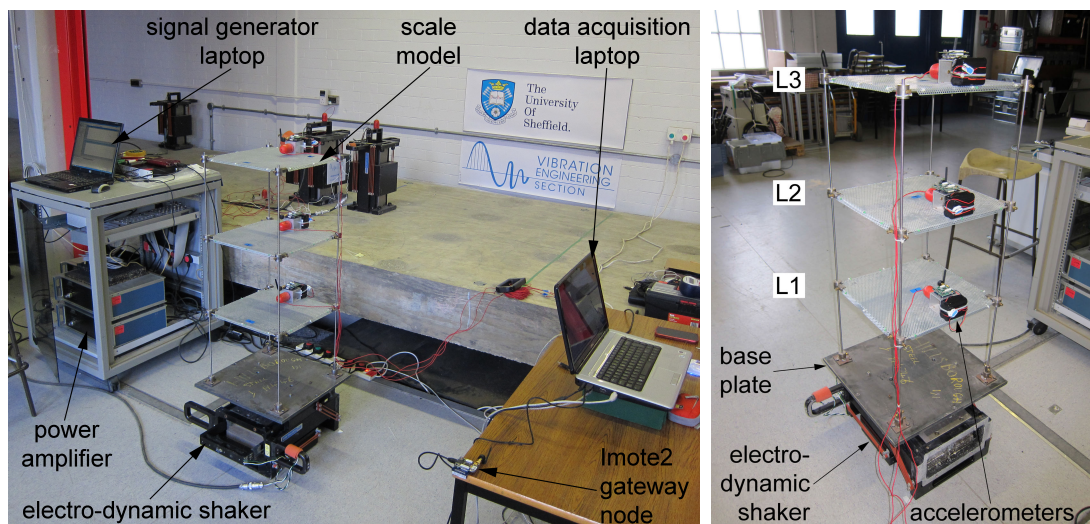 signal generator
laptop
scale
model
data acquisition
laptop
The
University
Of
Sheffield.
VIBRATION
ENGINEERING
SECTION
power
amplifier
electro-dynamic shaker
Imote2
gateway
node
L3
L2
L1
base
plate
electro-
dynamic
shaker
accelerometers